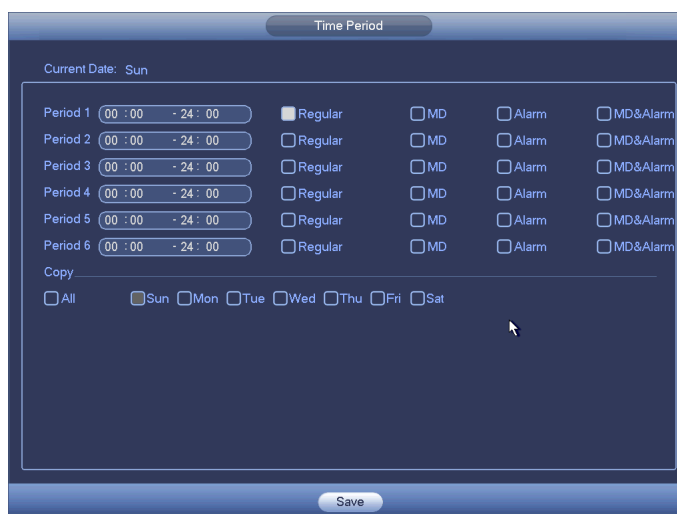 Time Period
Current Date: Sun
Period 1 00 : 00 - 24 : 00 Regular MD Alarm MD&Alarm
Period 2 00 : 00 - 24 : 00 Regular MD Alarm MD&Alarm
Period 3 00 : 00 - 24 : 00 Regular MD Alarm MD&Alarm
Period 4 00 : 00 - 24 : 00 Regular MD Alarm MD&Alarm
Period 5 00 : 00 - 24 : 00 Regular MD Alarm MD&Alarm
Period 6 00 : 00 - 24 : 00 Regular MD Alarm MD&Alarm
Copy
All Sun Mon Tue Wed Thu Fri Sat
Save